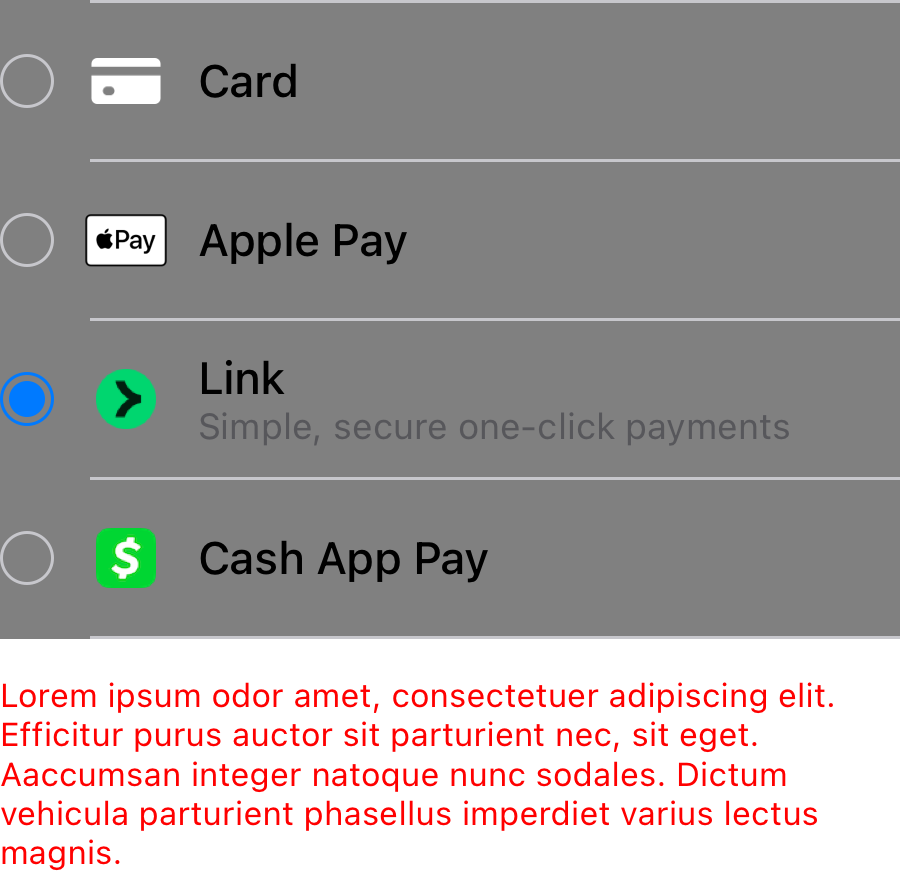 Card
Pay
Apple Pay
Link
Simple, secure one-click payments
$
Cash App Pay
Lorem ipsum odor amet, consectetuer adipiscing elit.
Efficitur purus auctor sit parturient nec, sit eget.
Aaccumsan integer natoque nunc sodales. Dictum
vehicula parturient phasellus imperdiet varius lectus
magnis.